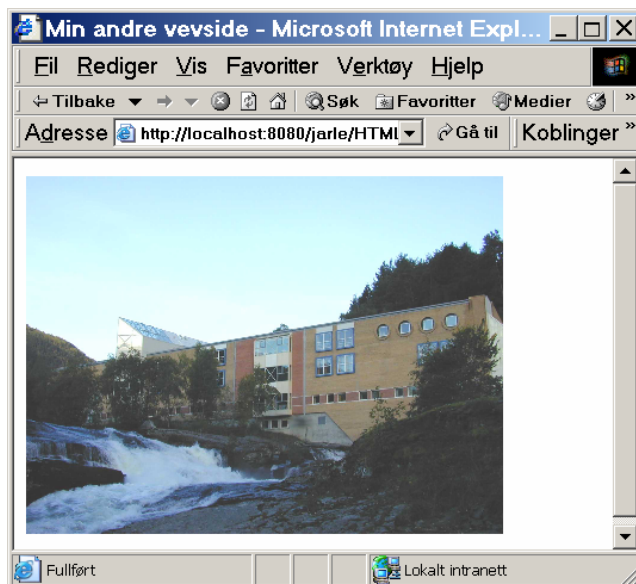 Min andre vevside - Microsoft Internet Expl...
Fil Rediger Vis Favoritter Verktøy Hjelp
Tilbake Søk Favoritter Medier »
Adresse http://localhost:8080/jarle/HTML Gå til Koblinger »
Fullført Lokalt intranett